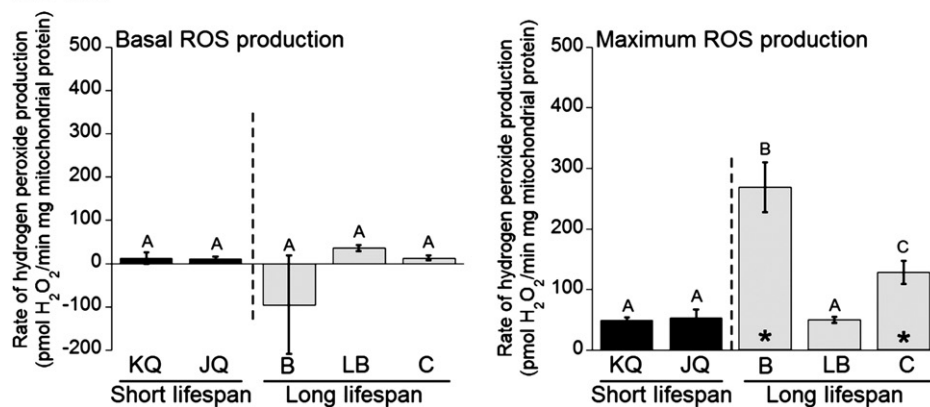 Basal ROS production
Rate of hydrogen peroxide production
(pmol H₂O₂/min mg mitochondrial protein)
500
400
300
200
100
0
-100
-200
A
A
A
A
A
KQ
JQ
B
LB
C
Short lifespan
Long lifespan
Maximum ROS production
Rate of hydrogen peroxide production
(pmol H₂O₂/min mg mitochondrial protein)
500
400
300
200
100
0
A
A
B
A
C
*
*
KQ
JQ
B
LB
C
Short lifespan
Long lifespan